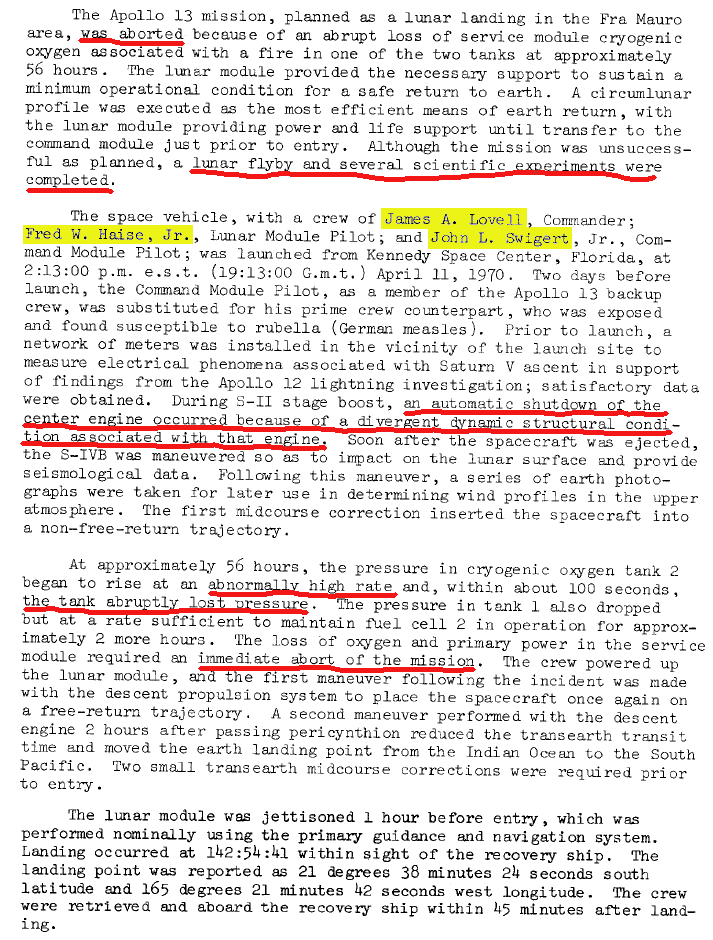 The Apollo 13 mission, planned as a lunar landing in the Fra Mauro
area, was aborted because of an abrupt loss of service module cryogenic
oxygen associated with a fire in one of the two tanks at approximately
56 hours. The lunar module provided the necessary support to sustain a
minimum operational condition for a safe return to earth. A circumlunar
profile was executed as the most efficient means of earth return, with
the lunar module providing power and life support until transfer to the
command module just prior to entry. Although the mission was unsuccess-
ful as planned, a lunar flyby and several scientific experiments were
completed.
The space vehicle, with a crew of James A. Lovell, Commander;
Fred W. Haise, Jr., Lunar Module Pilot; and John L. Swigert, Jr., Com-
mand Module Pilot; was launched from Kennedy Space Center, Florida, at
2:13:00 p.m. e.s.t. (19:13:00 G.m.t.) April 11, 1970. Two days before
launch, the Command Module Pilot, as a member of the Apollo 13 backup
crew, was substituted for his prime crew counterpart, who was exposed
and found susceptible to rubella (German measles). Prior to launch, a
network of meters was installed in the vicinity of the launch site to
measure electrical phenomena associated with Saturn V ascent in support
of findings from the Apollo 12 lightning investigation; satisfactory data
were obtained. During S-II stage boost, an automatic shutdown of the
center engine occurred because of a divergent dynamic structural condi-
tion associated with that engine. Soon after the spacecraft was ejected,
the S-IVB was maneuvered so as to impact on the lunar surface and provide
seismological data. Following this maneuver, a series of earth photo-
graphs were taken for later use in determining wind profiles in the upper
atmosphere. The first midcourse correction inserted the spacecraft into
a non-free-return trajectory.
At approximately 56 hours, the pressure in cryogenic oxygen tank 2
began to rise at an abnormally high rate and, within about 100 seconds,
the tank abruptly lost pressure. The pressure in tank 1 also dropped
but at a rate sufficient to maintain fuel cell 2 in operation for approx-
imately 2 more hours. The loss of oxygen and primary power in the service
module required an immediate abort of the mission. The crew powered up
the lunar module, and the first maneuver following the incident was made
with the descent propulsion system to place the spacecraft once again on
a free-return trajectory. A second maneuver performed with the descent
engine 2 hours after passing pericynthion reduced the transearth transit
time and moved the earth landing point from the Indian Ocean to the South
Pacific. Two small transearth midcourse corrections were required prior
to entry.
The lunar module was jettisoned 1 hour before entry, which was
performed nominally using the primary guidance and navigation system.
Landing occurred at 142:54:41 within sight of the recovery ship. The
landing point was reported as 21 degrees 38 minutes 24 seconds south
latitude and 165 degrees 21 minutes 42 seconds west longitude. The crew
were retrieved and aboard the recovery ship within 45 minutes after land-
ing.